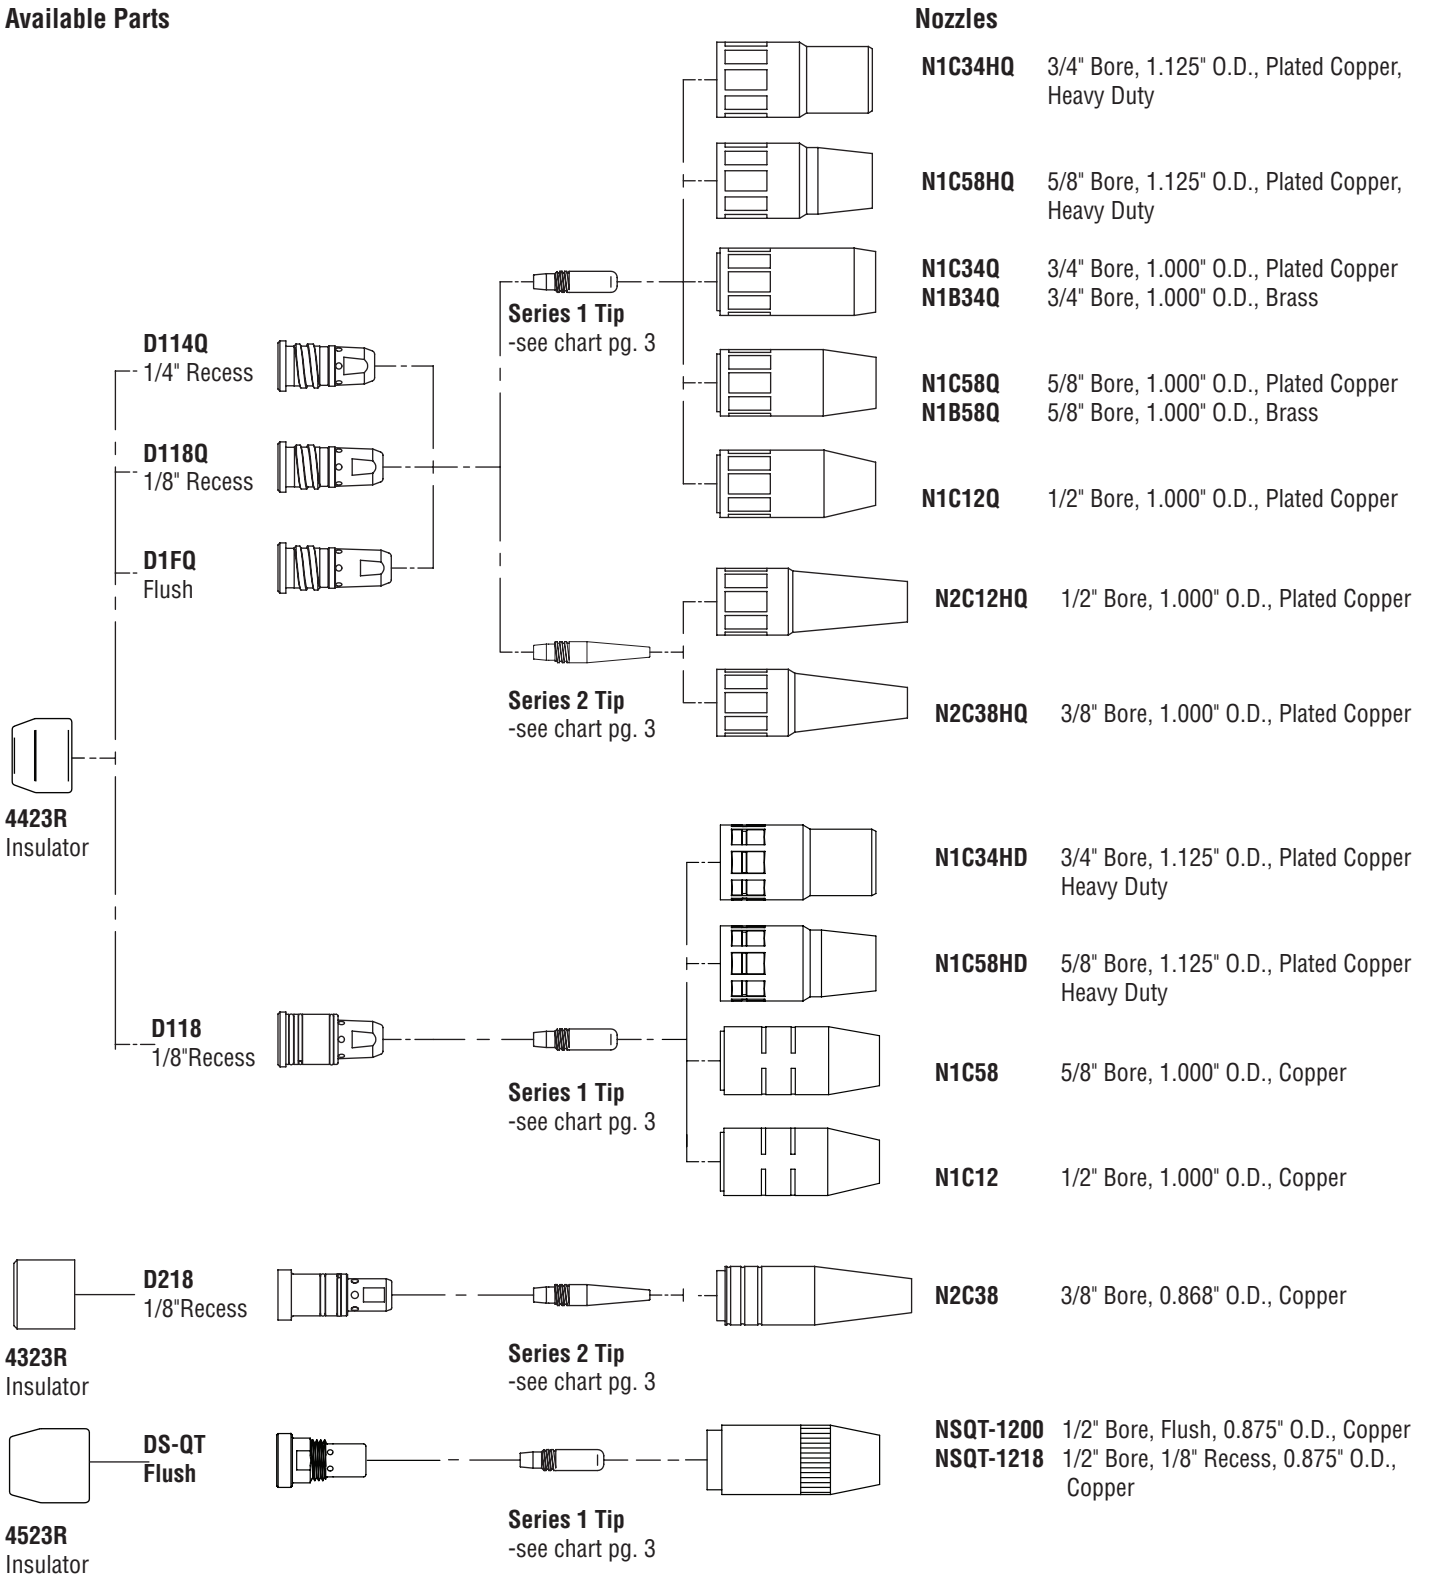 Available Parts
Nozzles
N1C34HQ 3/4" Bore, 1.125" O.D., Plated Copper,
Heavy Duty
N1C58HQ 5/8" Bore, 1.125" O.D., Plated Copper,
Heavy Duty
N1C34Q 3/4" Bore, 1.000" O.D., Plated Copper
N1B34Q 3/4" Bore, 1.000" O.D., Brass
Series 1 Tip
-see chart pg. 3
D114Q
1/4" Recess
N1C58Q 5/8" Bore, 1.000" O.D., Plated Copper
N1B58Q 5/8" Bore, 1.000" O.D., Brass
D118Q
1/8" Recess
N1C12Q 1/2" Bore, 1.000" O.D., Plated Copper
D1FQ
Flush
N2C12HQ 1/2" Bore, 1.000" O.D., Plated Copper
Series 2 Tip
-see chart pg. 3
N2C38HQ 3/8" Bore, 1.000" O.D., Plated Copper
4423R
Insulator
N1C34HD 3/4" Bore, 1.125" O.D., Plated Copper
Heavy Duty
N1C58HD 5/8" Bore, 1.125" O.D., Plated Copper
Heavy Duty
D118
1/8"Recess
Series 1 Tip
-see chart pg. 3
N1C58 5/8" Bore, 1.000" O.D., Copper
N1C12 1/2" Bore, 1.000" O.D., Copper
D218
1/8"Recess
N2C38 3/8" Bore, 0.868" O.D., Copper
4323R
Insulator
Series 2 Tip
-see chart pg. 3
DS-QT
Flush
NSQT-1200 1/2" Bore, Flush, 0.875" O.D., Copper
NSQT-1218 1/2" Bore, 1/8" Recess, 0.875" O.D.,
Copper
4523R
Insulator
Series 1 Tip
-see chart pg. 3